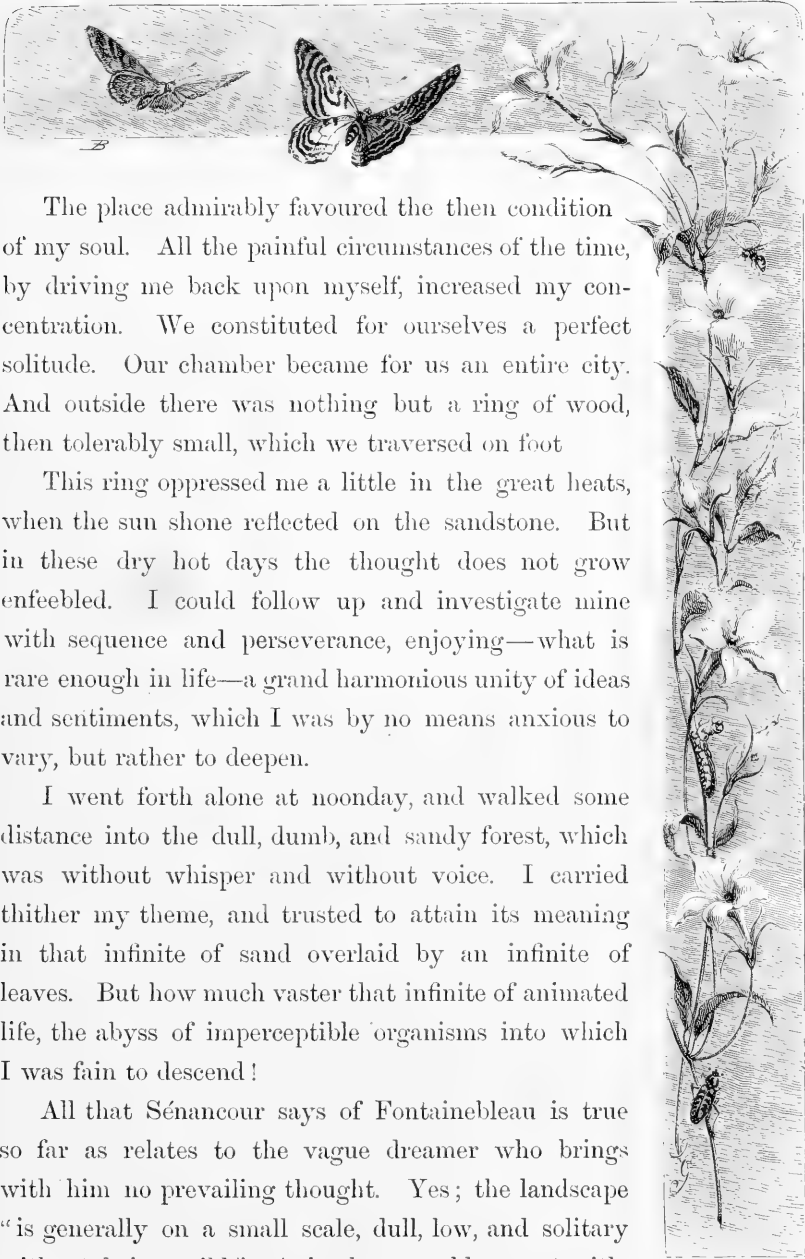 The place admirably favoured the then condition
of my soul. All the painful circumstances of the time,
by driving me back upon myself, increased my con-
centration. We constituted for ourselves a perfect
solitude. Our chamber became for us an entire city.
And outside there was nothing but a ring of wood,
then tolerably small, which we traversed on foot
This ring oppressed me a little in the great heats,
when the sun shone reflected on the sandstone. But
in these dry hot days the thought does not grow
enfeebled. I could follow up and investigate mine
with sequence and perseverance, enjoying—what is
rare enough in life—a grand harmonious unity of ideas
and sentiments, which I was by no means anxious to
vary, but rather to deepen.
I went forth alone at noonday, and walked some
distance into the dull, dumb, and sandy forest, which
was without whisper and without voice. I carried
thither my theme, and trusted to attain its meaning
in that infinite of sand overlaid by an infinite of
leaves. But how much vaster that infinite of animated
life, the abyss of imperceptible organisms into which
I was fain to descend!
All that Sénancour says of Fontainebleau is true
so far as relates to the vague dreamer who brings
with him no prevailing thought. Yes; the landscape
"is generally on a small scale, dull, low, and solitary